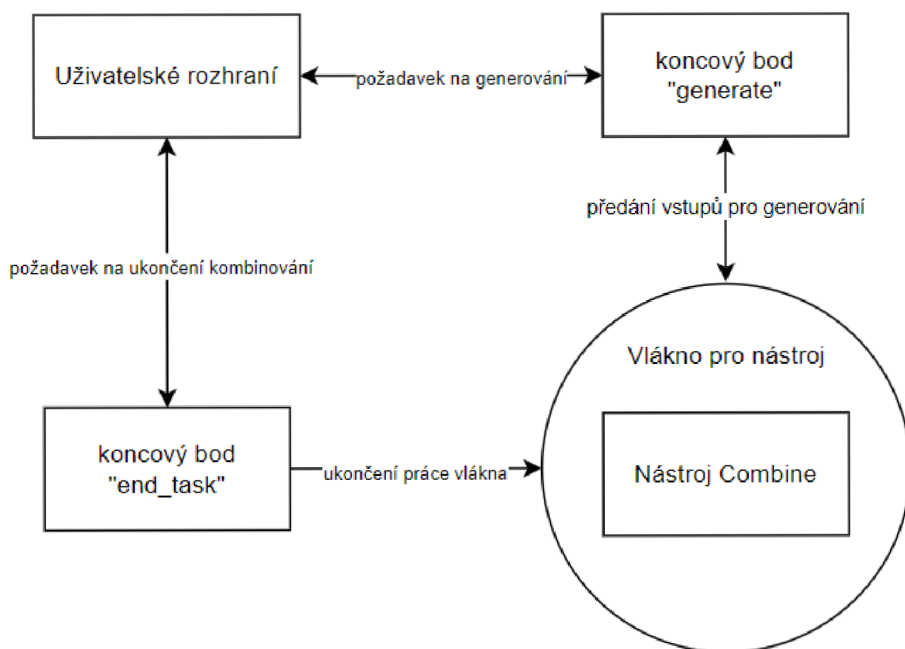 Uživatelské rozhraní
požadavek na generování
koncový bod
"generate"
předání vstupů pro generování
požadavek na ukončení kombinování
Vlákno pro nástroj
koncový bod
"end_task"
ukončení práce vlákna
Nástroj Combine